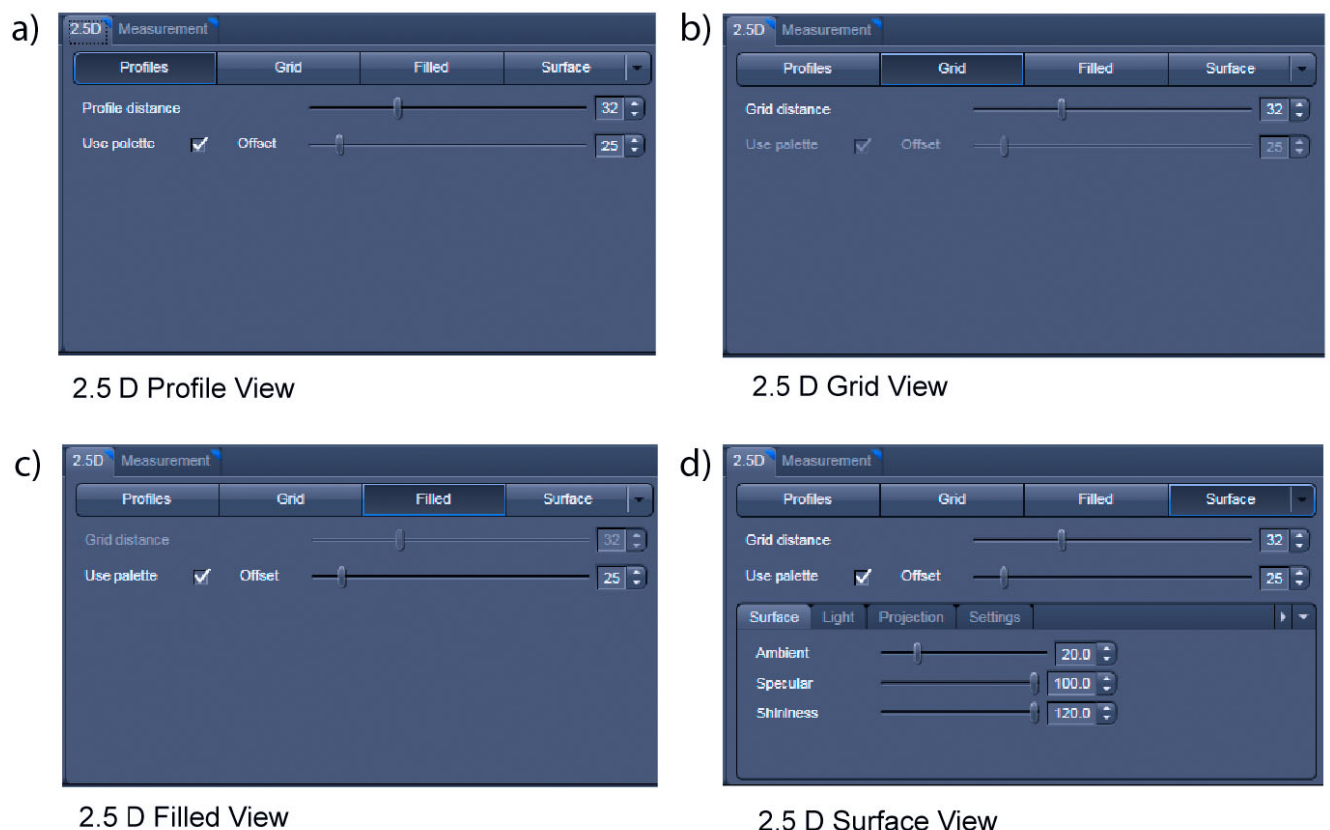 a)
2.5D Measurement
Profiles Grid Filled Surface
Profile distance 32
Use palette Offset 25
2.5 D Profile View
b)
2.5D Measurement
Profiles Grid Filled Surface
Grid distance 32
Use palette Offset 25
2.5 D Grid View
c)
2.5D Measurement
Profiles Grid Filled Surface
Grid distance 32
Use palette Offset 25
2.5 D Filled View
d)
2.5D Measurement
Profiles Grid Filled Surface
Grid distance 32
Use palette Offset 25
Surface Light Projection Settings
Ambient 20.0
Specular 100.0
Shininess 120.0
2.5 D Surface View